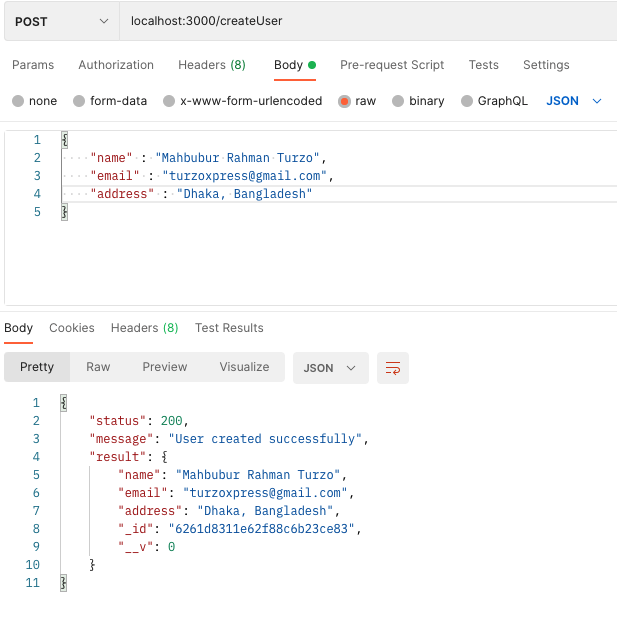 POST localhost:3000/createUser
Params Authorization Headers (8) Body Pre-request Script Tests Settings
none form-data x-www-form-urlencoded raw binary GraphQL JSON
1 {
2 "name" : "Mahbubur Rahman Turzo",
3 "email" : "turzoxpress@gmail.com",
4 "address" : "Dhaka, Bangladesh"
5 }
Body Cookies Headers (8) Test Results
Pretty Raw Preview Visualize JSON
1 {
2 "status": 200,
3 "message": "User created successfully",
4 "result": {
5 "name": "Mahbubur Rahman Turzo",
6 "email": "turzoxpress@gmail.com",
7 "address": "Dhaka, Bangladesh",
8 "_id": "6261d8311e62f88c6b23ce83",
9 "__v": 0
10 }
11 }